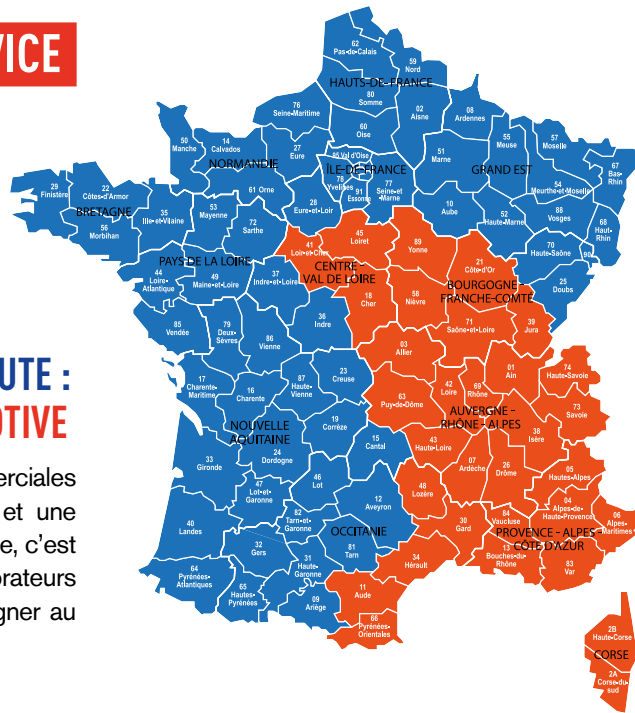 VICE
UTE :
OTIVE
erciales
et une
e, c'est
orateurs
gner au
62
Pas-de-Calais
59
Nord
HAUTS-DE-FRANCE
80
Somme
76
Seine-Maritime
02
Aisne
08
Ardennes
60
Oise
50
Manche
14
Calvados
27
Eure
NORMANDIE
95 Val d'Oise
ÎLE-DE-FRANCE
78
Yvelines
91
Essonne
77
Seine et
Marne
51
Marne
55
Meuse
57
Moselle
GRAND EST
54
Meurthe-et-Moselle
67
Bas-
Rhin
29
Finistère
22
Côtes-d'Armor
BRETAGNE
56
Morbihan
35
Ille-et-Vilaine
53
Mayenne
61 Orne
72
Sarthe
28
Eure-et-Loir
10
Aube
52
Haute-Marne
88
Vosges
68
Haut-
Rhin
70
Haute-Saône
90
25
Doubs
PAYS DE LA LOIRE
44
Loire-
Atlantique
49
Maine-et-Loire
37
Indre-et-Loire
41
Loir-et-Cher
45
Loiret
CENTRE
VAL DE LOIRE
18
Cher
89
Yonne
21
Côte-d'Or
BOURGOGNE -
FRANCHE-COMTÉ
58
Nièvre
71
Saône-et-Loire
39
Jura
85
Vendée
79
Deux-
Sèvres
86
Vienne
36
Indre
03
Allier
17
Charente-
Maritime
16
Charente
87
Haute-
Vienne
23
Creuse
63
Puy-de-Dôme
42
Loire
69
Rhône
01
Ain
74
Haute-Savoie
73
Savoie
AUVERGNE -
RHÔNE - ALPES
38
Isère
NOUVELLE
AQUITAINE
19
Corrèze
24
Dordogne
15
Cantal
43
Haute-Loire
07
Ardèche
26
Drôme
05
Hautes-Alpes
33
Gironde
47
Lot-et
Garonne
46
Lot
12
Aveyron
48
Lozère
30
Gard
84
Vaucluse
04
Alpes-de-
Haute-Provence
06
Alpes-
Maritimes
PROVENCE - ALPES -
CÔTE D'AZUR
13
Bouches-du-
Rhône
83
Var
40
Landes
82
Tarn-et
Garonne
OCCITANIE
81
Tarn
32
Gers
31
Haute-
Garonne
34
Hérault
64
Pyrénées-
Atlantiques
65
Hautes-
Pyrénées
09
Ariège
11
Aude
66
Pyrénées-
Orientales
2B
Haute-Corse
CORSE
2A
Corse-du-
sud